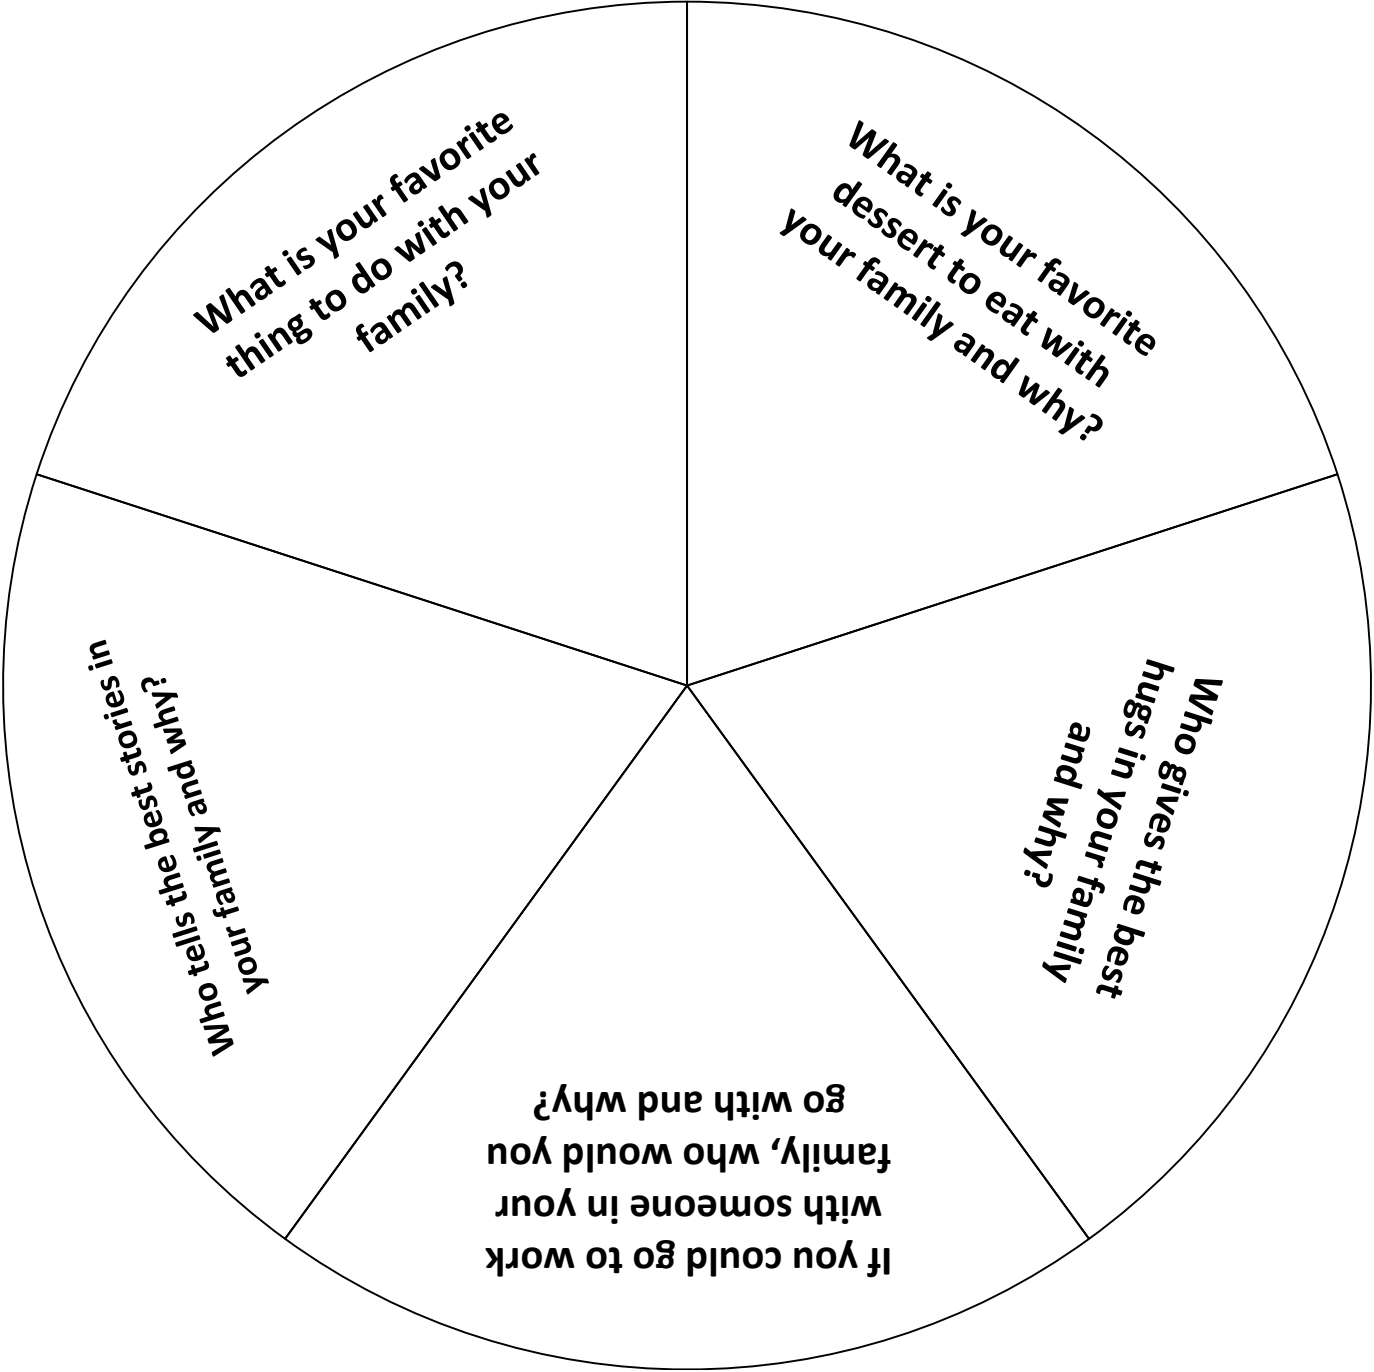 What is your favorite
dessert to eat with
your family and why?
Who gives the best
hugs in your family
and why?
If you could go to work
with someone in your
family, who would you
go with and why?
Who tells the best stories in
your family and why?
What is your favorite
thing to do with your
family?